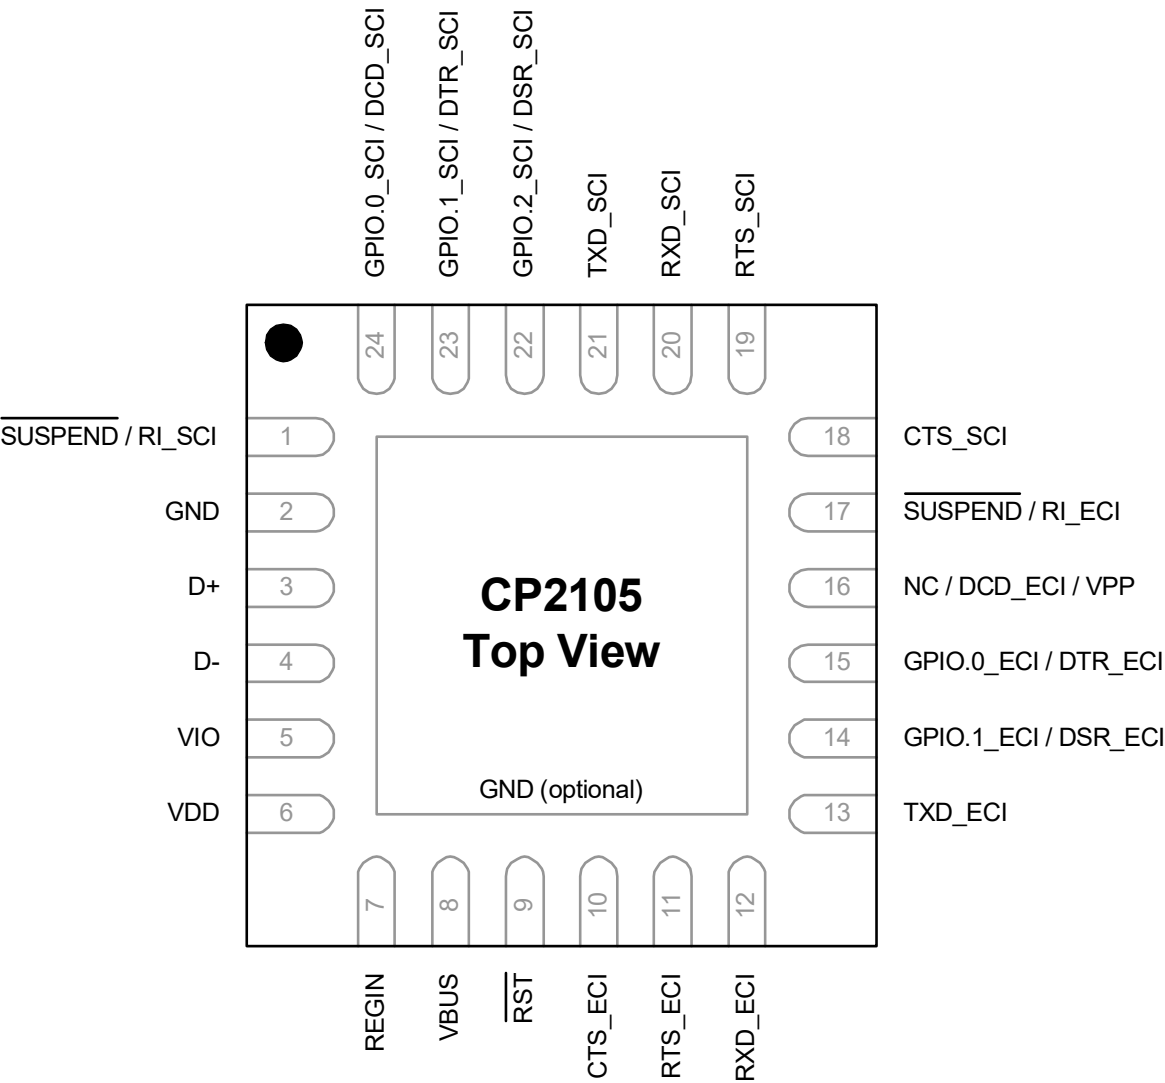 GPIO.0_SCI / DCD_SCI
GPIO.1_SCI / DTR_SCI
GPIO.2_SCI / DSR_SCI
TXD_SCI
RXD_SCI
RTS_SCI
24
23
22
21
20
19
SUSPEND / RI_SCI
1
GND
2
D+
3
D-
4
VIO
5
VDD
6
18
CTS_SCI
17
SUSPEND / RI_ECI
16
NC / DCD_ECI / VPP
15
GPIO.0_ECI / DTR_ECI
14
GPIO.1_ECI / DSR_ECI
13
TXD_ECI
CP2105
Top View
GND (optional)
7
8
9
10
11
12
REGIN
VBUS
RST
CTS_ECI
RTS_ECI
RXD_ECI